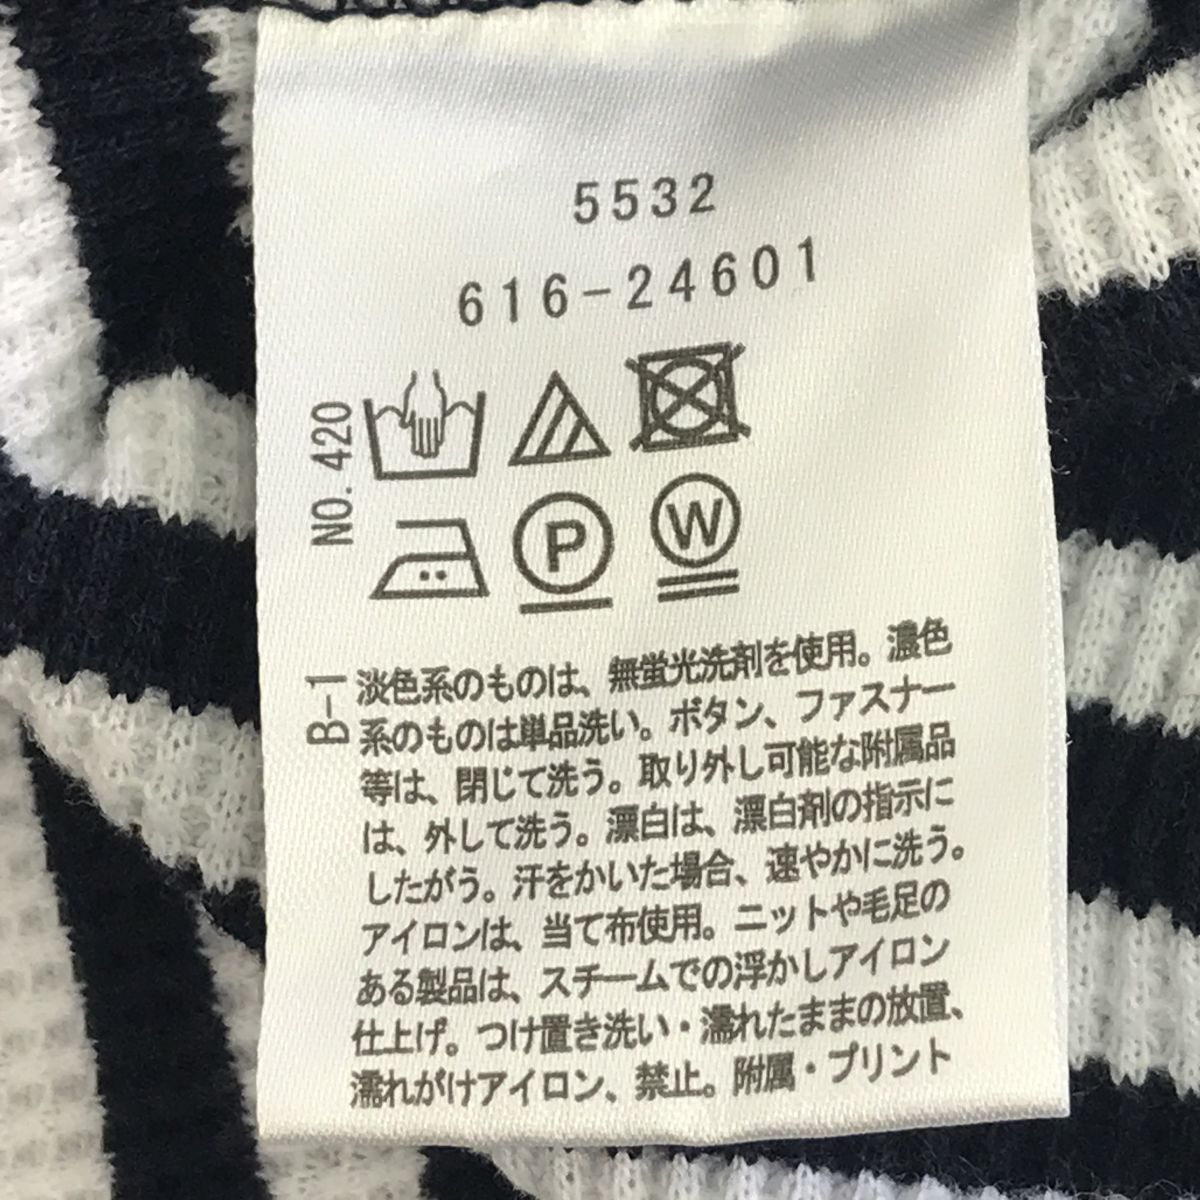 5532
616-24601
NO. 420
P
W
B-1
淡色系のものは、無蛍光洗剤を使用。濃色
系のものは単品洗い。ボタン、ファスナー
等は、閉じて洗う。取り外し可能な附属品
は、外して洗う。漂白は、漂白剤の指示に
したがう。汗をかいた場合、速やかに洗う。
アイロンは、当て布使用。ニットや毛足の
ある製品は、スチームでの浮かしアイロン
仕上げ。つけ置き洗い・濡れたままの放置、
濡れがけアイロン、禁止。附属・プリント